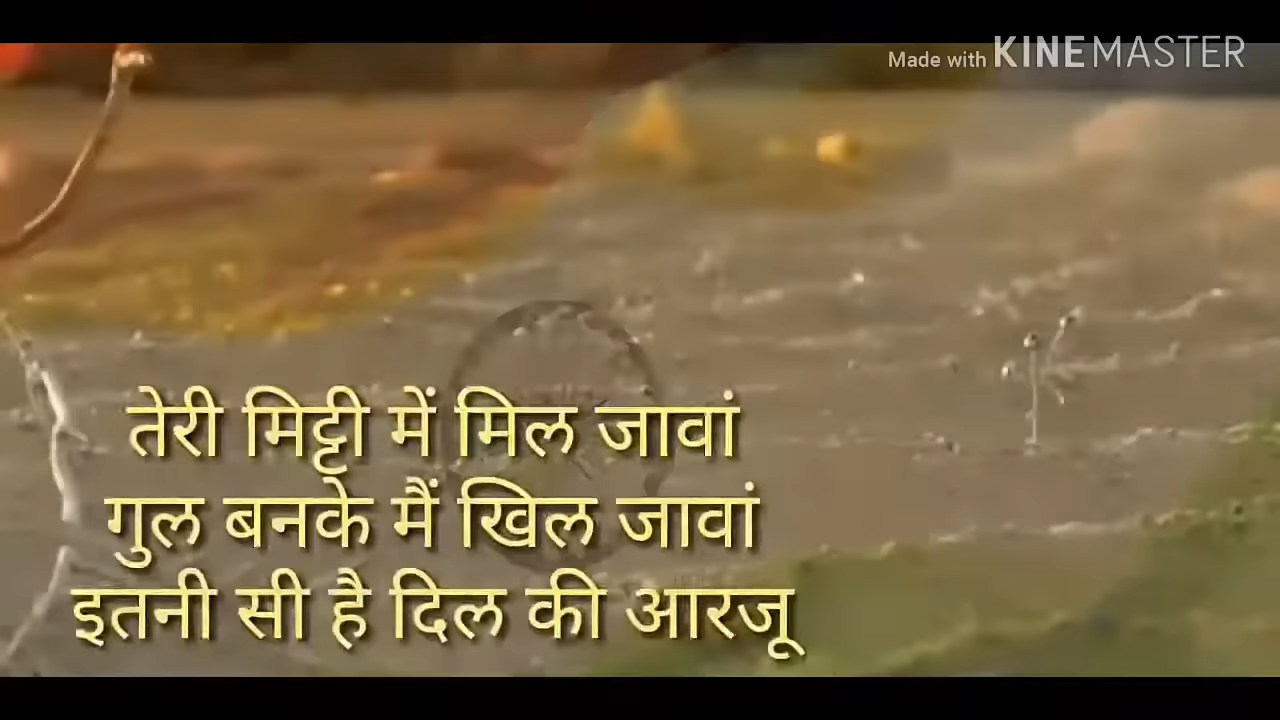 Made with KINEMASTER
तेरी मिट्टी में मिल जावां
गुल बनके मैं खिल जावां
इतनी सी है दिल की आरजू